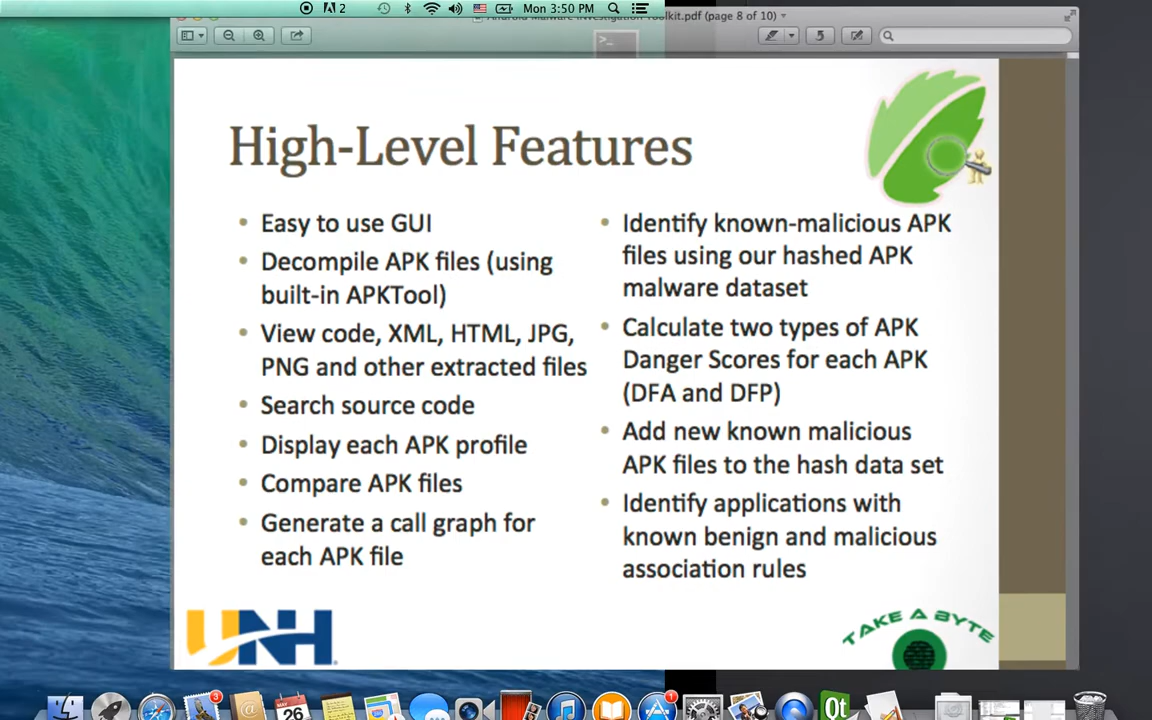 2
Mon 3:50 PM
Toolkit.pdf (page 8 of 10)
>_
High-Level Features
• Easy to use GUI
• Decompile APK files (using
built-in APKTool)
• View code, XML, HTML, JPG,
PNG and other extracted files
• Search source code
• Display each APK profile
• Compare APK files
• Generate a call graph for
each APK file
• Identify known-malicious APK
files using our hashed APK
malware dataset
• Calculate two types of APK
Danger Scores for each APK
(DFA and DFP)
• Add new known malicious
APK files to the hash data set
• Identify applications with
known benign and malicious
association rules
UNH
TAKE A BYTE
3
26
1
Qt